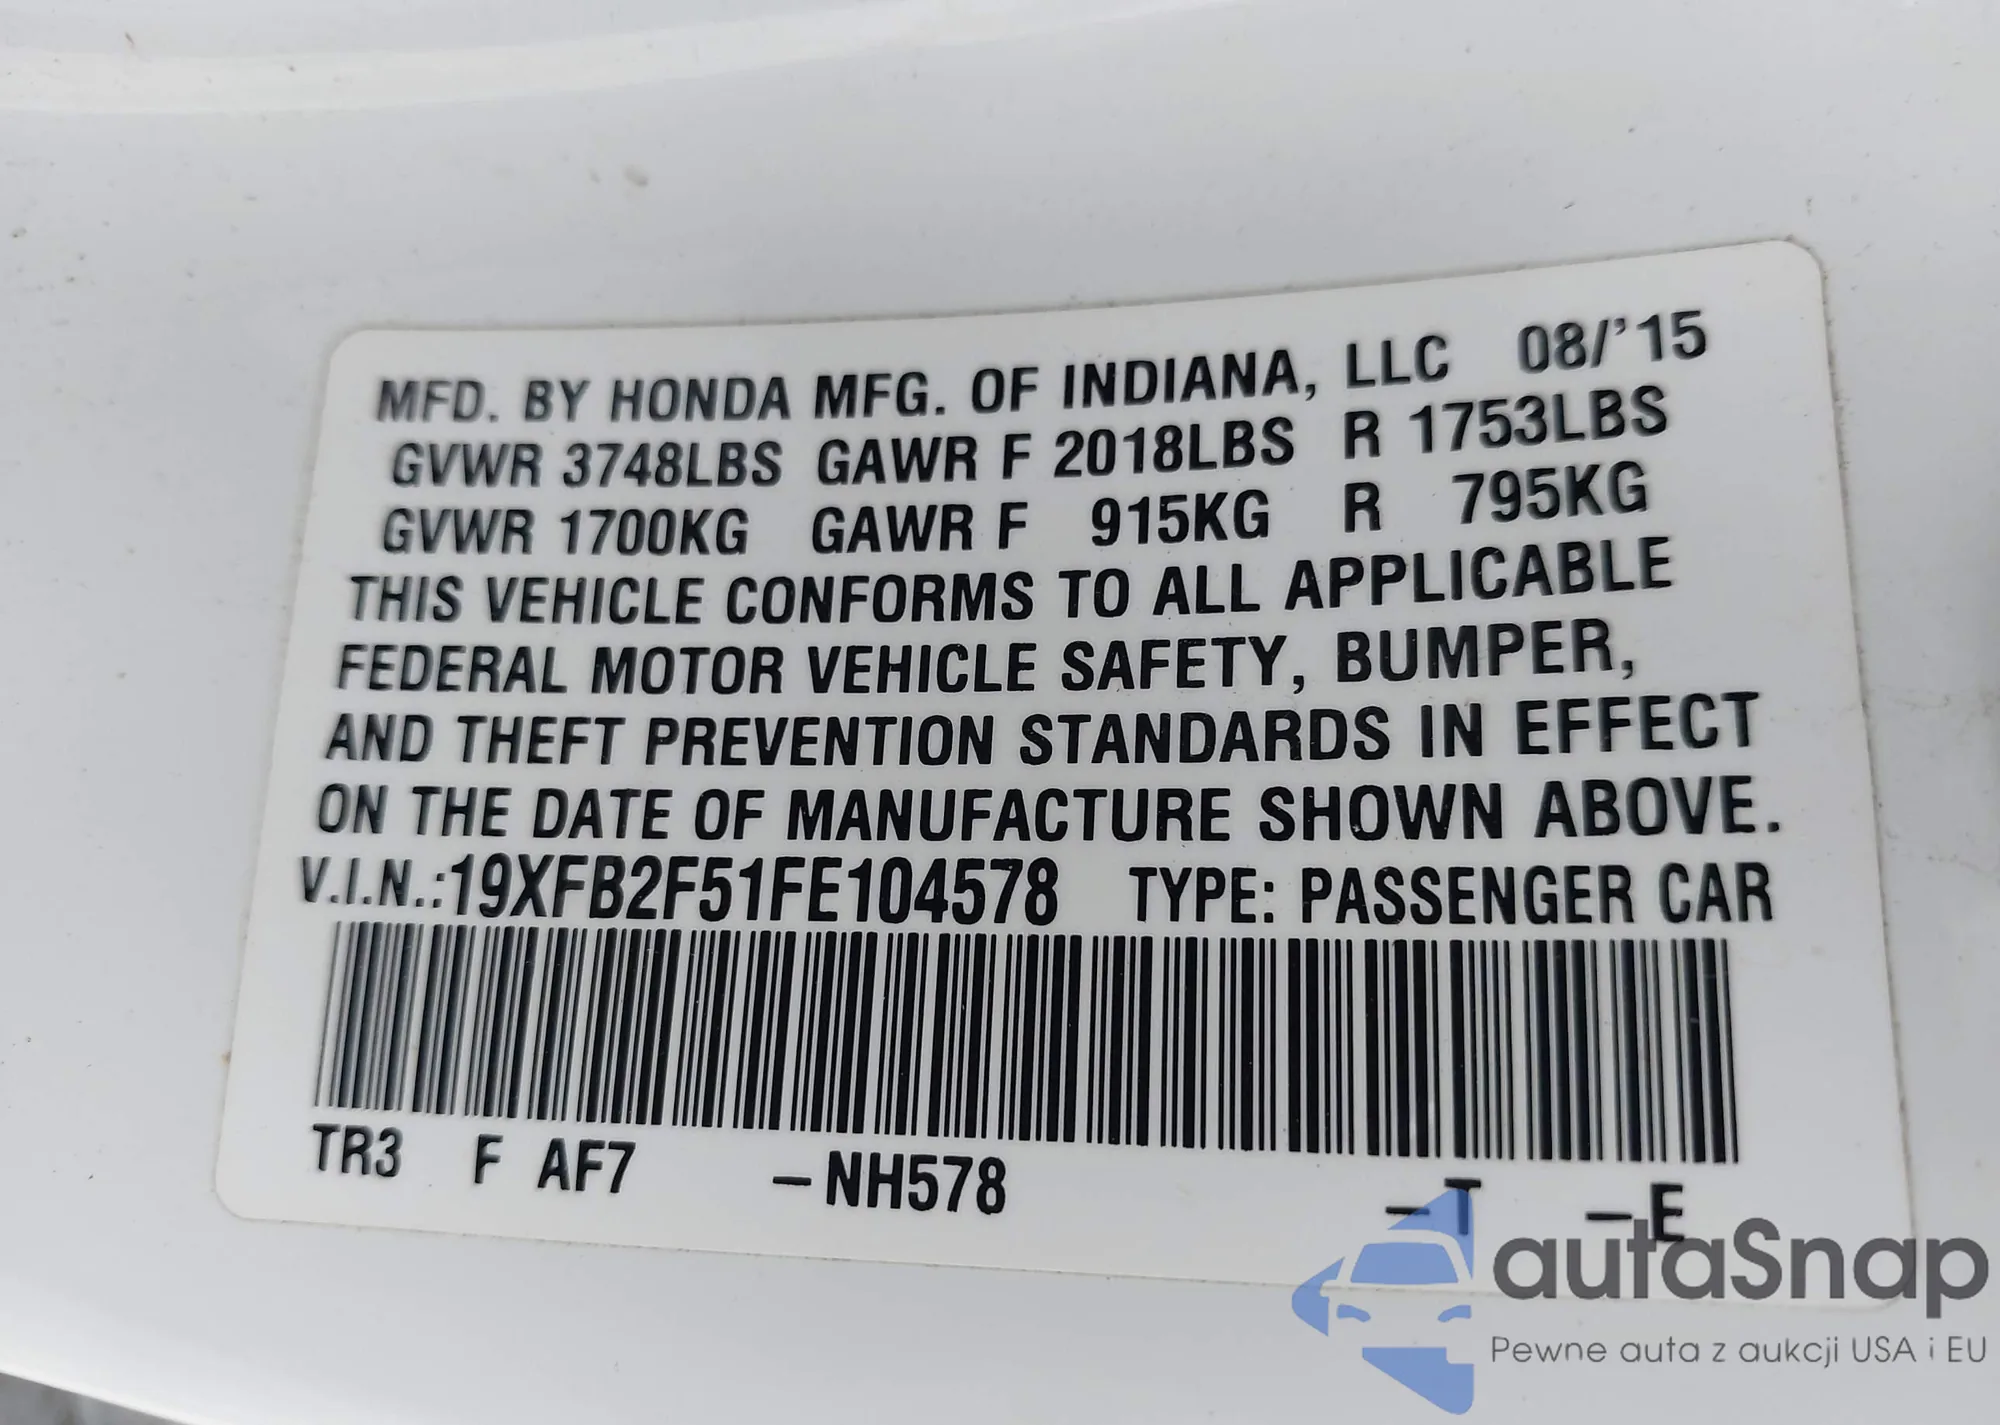 MFD. BY HONDA MFG. OF INDIANA, LLC 08/'15
GVWR 3748LBS GAWR F 2018LBS R 1753LBS
GVWR 1700KG GAWR F 915KG R 795KG
THIS VEHICLE CONFORMS TO ALL APPLICABLE
FEDERAL MOTOR VEHICLE SAFETY, BUMPER,
AND THEFT PREVENTION STANDARDS IN EFFECT
ON THE DATE OF MANUFACTURE SHOWN ABOVE.
V.I.N.:19XFB2F51FE104578 TYPE: PASSENGER CAR
TR3 F AF7 –NH578 –T –E
autaSnap
Pewne auta z aukcji USA i EU